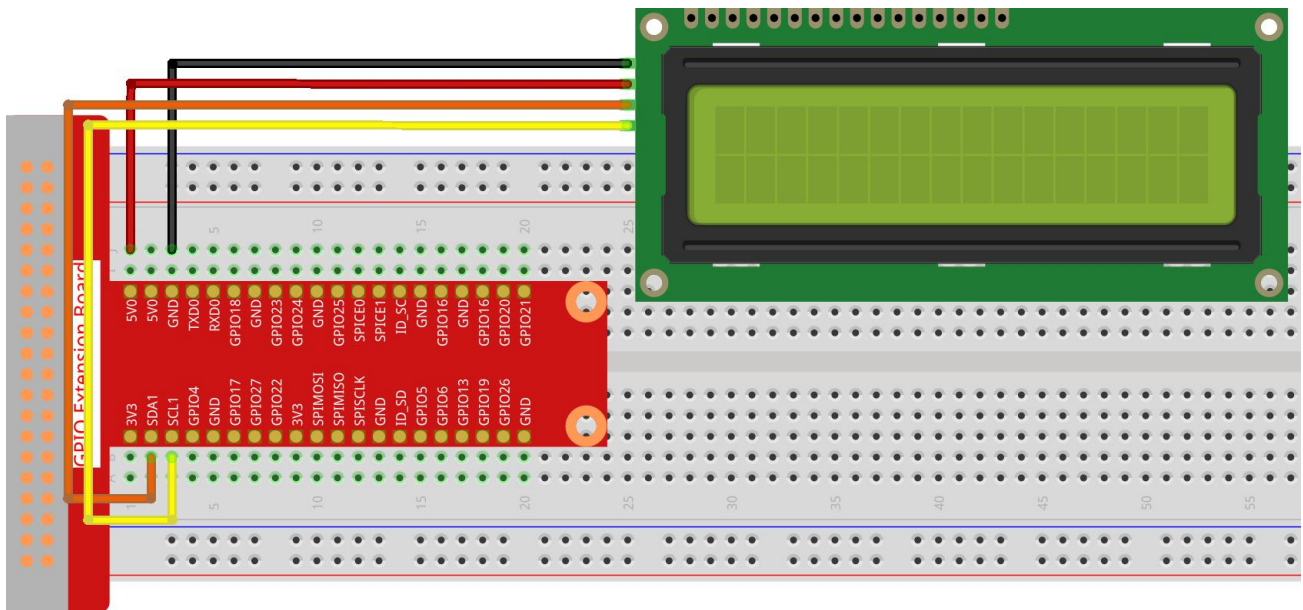 5
10
15
20
25
J
I
5V0
5V0
GND
TXD0
RXD0
GPIO18
GND
GPIO23
GPIO24
GND
GPIO25
SPICE0
SPICE1
ID_SC
GND
GPIO16
GND
GPIO16
GPIO20
GPIO21
GPIO Extension Board
3V3
SDA1
SCL1
GPIO4
GND
GPIO17
GPIO27
GPIO22
3V3
SPIMOSI
SPIMISO
SPISCLK
GND
ID_SD
GPIO5
GPIO6
GPIO13
GPIO19
GPIO26
GND
B
A
1
5
10
15
20
25
30
35
40
45
50
55